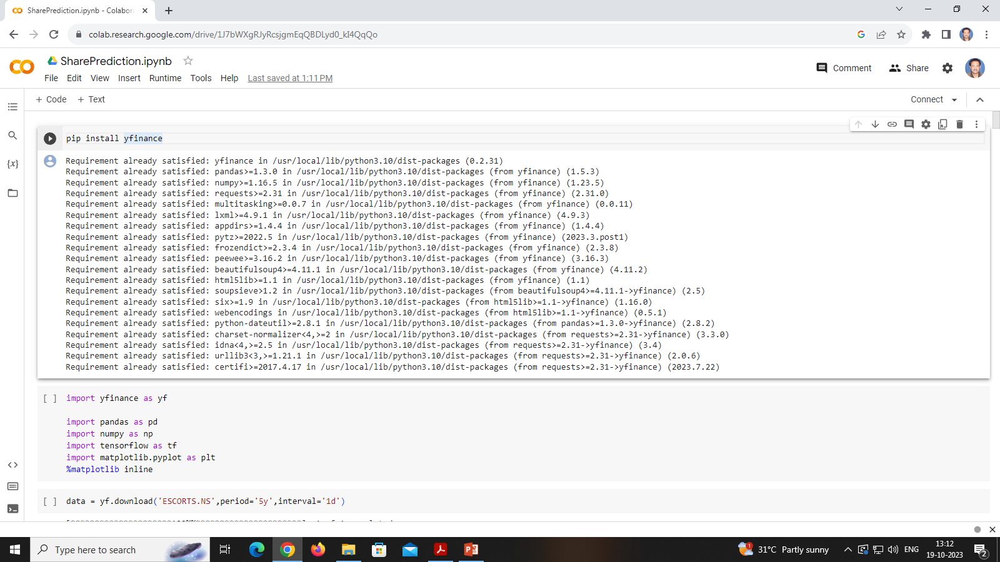 SharePrediction.ipynb - Colabora
colab.research.google.com/drive/1J7bWXgRJyRcsjgmEqQBDLyd0_kI4QqQo
SharePrediction.ipynb
Comment
Share
File Edit View Insert Runtime Tools Help Last saved at 1:11 PM
+ Code + Text
Connect
pip install yfinance
Requirement already satisfied: yfinance in /usr/local/lib/python3.10/dist-packages (0.2.31)
Requirement already satisfied: pandas>=1.3.0 in /usr/local/lib/python3.10/dist-packages (from yfinance) (1.5.3)
Requirement already satisfied: numpy>=1.16.5 in /usr/local/lib/python3.10/dist-packages (from yfinance) (1.23.5)
Requirement already satisfied: requests>=2.31 in /usr/local/lib/python3.10/dist-packages (from yfinance) (2.31.0)
Requirement already satisfied: multitasking>=0.0.7 in /usr/local/lib/python3.10/dist-packages (from yfinance) (0.0.11)
Requirement already satisfied: lxml>=4.9.1 in /usr/local/lib/python3.10/dist-packages (from yfinance) (4.9.3)
Requirement already satisfied: appdirs>=1.4.4 in /usr/local/lib/python3.10/dist-packages (from yfinance) (1.4.4)
Requirement already satisfied: pytz>=2022.5 in /usr/local/lib/python3.10/dist-packages (from yfinance) (2023.3.post1)
Requirement already satisfied: frozendict>=2.3.4 in /usr/local/lib/python3.10/dist-packages (from yfinance) (2.3.8)
Requirement already satisfied: peewee>=3.16.2 in /usr/local/lib/python3.10/dist-packages (from yfinance) (3.16.3)
Requirement already satisfied: beautifulsoup4>=4.11.1 in /usr/local/lib/python3.10/dist-packages (from yfinance) (4.11.2)
Requirement already satisfied: html5lib>=1.1 in /usr/local/lib/python3.10/dist-packages (from yfinance) (1.1)
Requirement already satisfied: soupsieve>1.2 in /usr/local/lib/python3.10/dist-packages (from beautifulsoup4>=4.11.1->yfinance) (2.5)
Requirement already satisfied: six>=1.9 in /usr/local/lib/python3.10/dist-packages (from html5lib>=1.1->yfinance) (1.16.0)
Requirement already satisfied: webencodings in /usr/local/lib/python3.10/dist-packages (from html5lib>=1.1->yfinance) (0.5.1)
Requirement already satisfied: python-dateutil>=2.8.1 in /usr/local/lib/python3.10/dist-packages (from pandas>=1.3.0->yfinance) (2.8.2)
Requirement already satisfied: charset-normalizer<4,>=2 in /usr/local/lib/python3.10/dist-packages (from requests>=2.31->yfinance) (3.3.0)
Requirement already satisfied: idna<4,>=2.5 in /usr/local/lib/python3.10/dist-packages (from requests>=2.31->yfinance) (3.4)
Requirement already satisfied: urllib3<3,>=1.21.1 in /usr/local/lib/python3.10/dist-packages (from requests>=2.31->yfinance) (2.0.6)
Requirement already satisfied: certifi>=2017.4.17 in /usr/local/lib/python3.10/dist-packages (from requests>=2.31->yfinance) (2023.7.22)
[ ] import yfinance as yf
import pandas as pd
import numpy as np
import tensorflow as tf
import matplotlib.pyplot as plt
%matplotlib inline
[ ] data = yf.download('ESCORTS.NS',period='5y',interval='1d')
Type here to search
1
31°C Partly sunny
ENG
13:12
19-10-2023
2